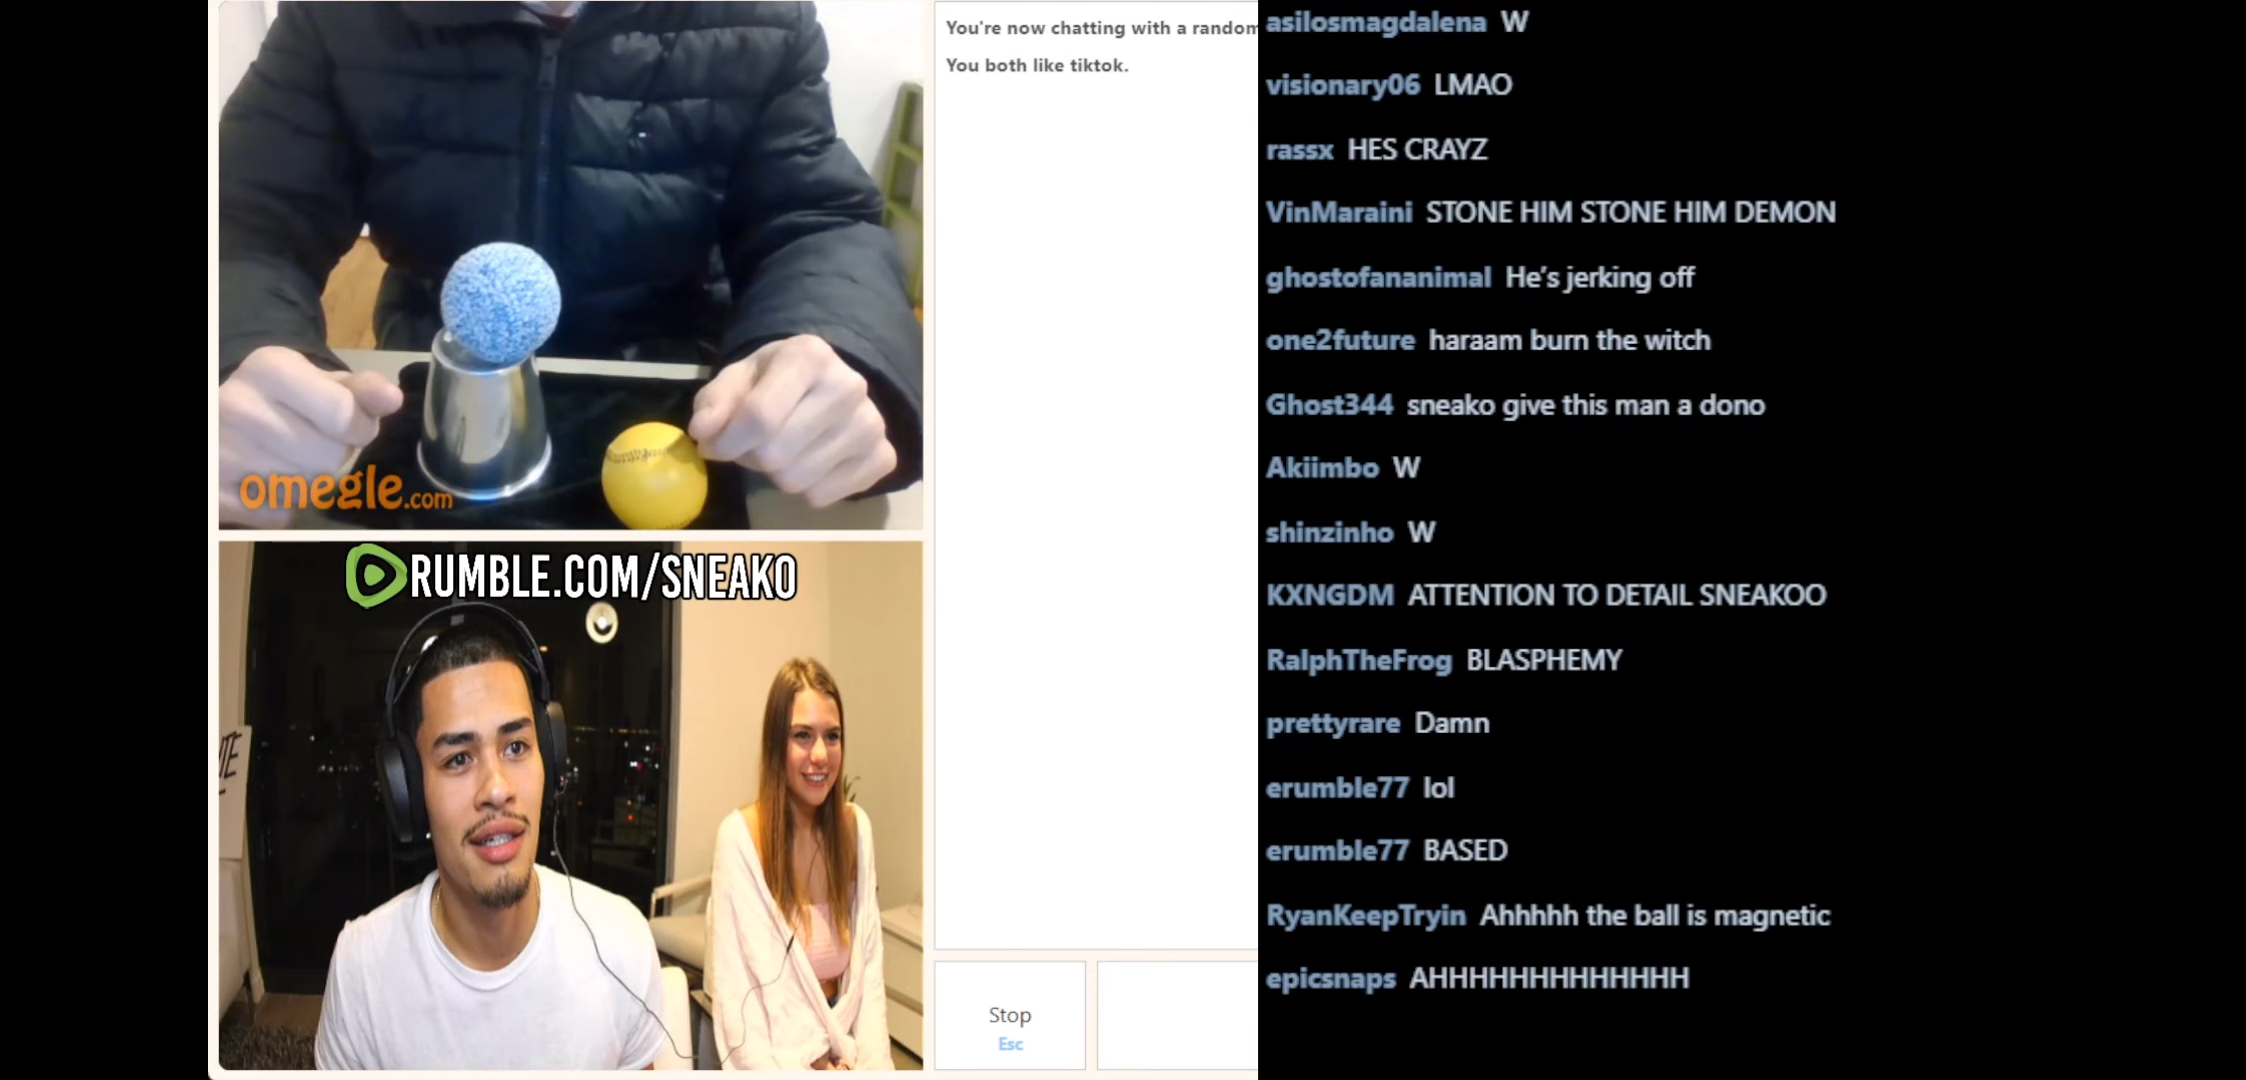 You're now chatting with a random
You both like tiktok.
omegle.com
RUMBLE.COM/SNEAKO
Stop
Esc
asilosmagdalena W
visionary06 LMAO
rassx HES CRAYZ
VinMaraini STONE HIM STONE HIM DEMON
ghostofananimal He's jerking off
one2future haraam burn the witch
Ghost344 sneako give this man a dono
Akiimbo W
shinzinho W
KXNGDM ATTENTION TO DETAIL SNEAKOO
RalphTheFrog BLASPHEMY
prettyrare Damn
erumble77 lol
erumble77 BASED
RyanKeepTryin Ahhhhh the ball is magnetic
epicsnaps AHHHHHHHHHHHHH